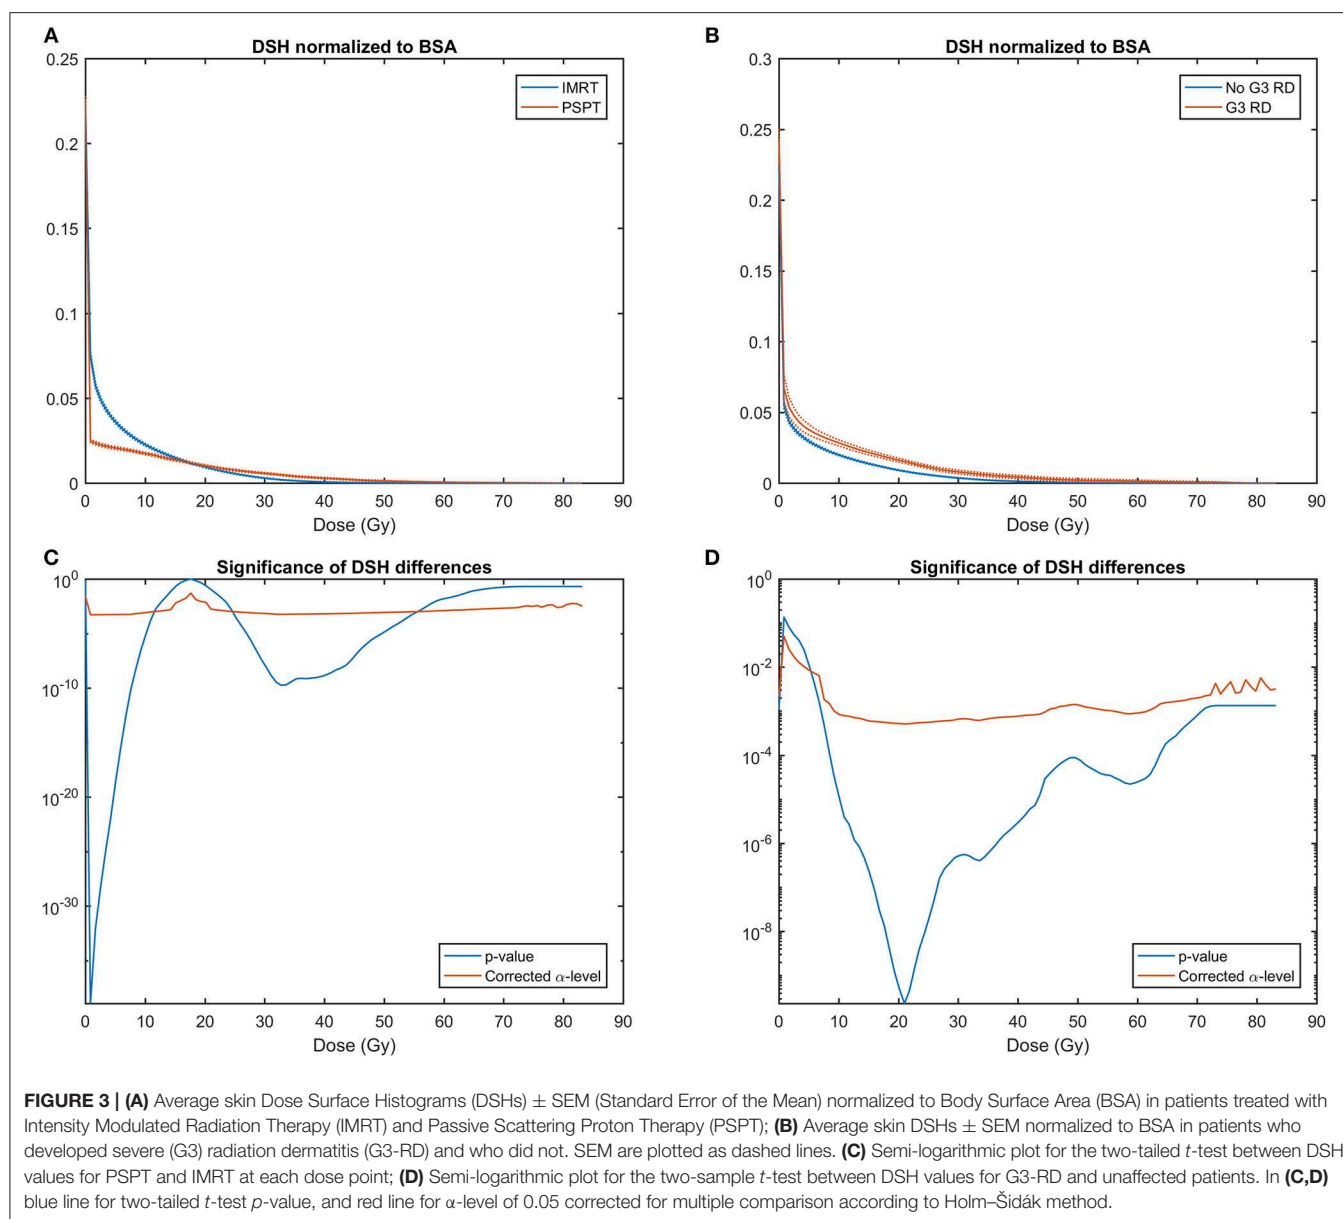 A
DSH normalized to BSA
0.25
0.2
0.15
0.1
0.05
0
IMRT
PSPT
0 10 20 30 40 50 60 70 80 90
Dose (Gy)
B
DSH normalized to BSA
0.3
0.25
0.2
0.15
0.1
0.05
0
No G3 RD
G3 RD
0 10 20 30 40 50 60 70 80 90
Dose (Gy)
C
Significance of DSH differences
10^0
10^-10
10^-20
10^-30
p-value
Corrected α-level
0 10 20 30 40 50 60 70 80 90
Dose (Gy)
D
Significance of DSH differences
10^0
10^-2
10^-4
10^-6
10^-8
p-value
Corrected α-level
0 10 20 30 40 50 60 70 80 90
Dose (Gy)
FIGURE 3 | (A) Average skin Dose Surface Histograms (DSHs) ± SEM (Standard Error of the Mean) normalized to Body Surface Area (BSA) in patients treated with
Intensity Modulated Radiation Therapy (IMRT) and Passive Scattering Proton Therapy (PSPT); (B) Average skin DSHs ± SEM normalized to BSA in patients who
developed severe (G3) radiation dermatitis (G3-RD) and who did not. SEM are plotted as dashed lines. (C) Semi-logarithmic plot for the two-tailed t-test between DSH
values for PSPT and IMRT at each dose point; (D) Semi-logarithmic plot for the two-sample t-test between DSH values for G3-RD and unaffected patients. In (C,D)
blue line for two-tailed t-test p-value, and red line for α-level of 0.05 corrected for multiple comparison according to Holm–Šidák method.